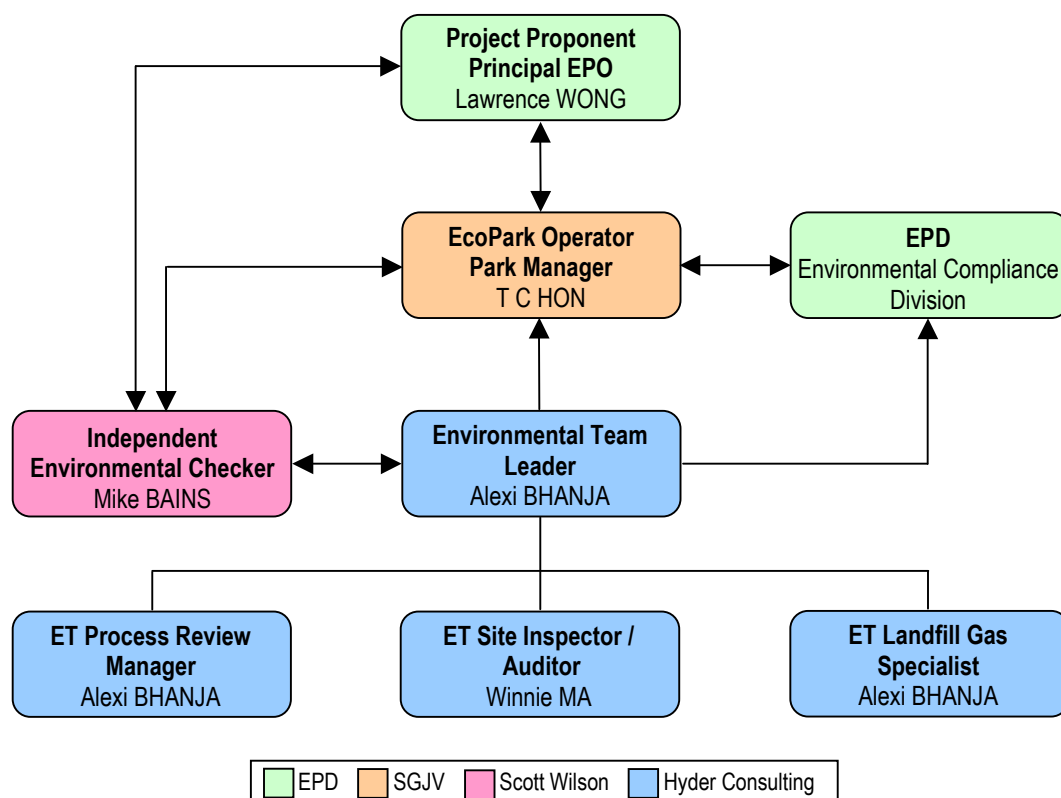 Project Proponent
Principal EPO
Lawrence WONG
EcoPark Operator
Park Manager
T C HON
EPD
Environmental Compliance
Division
Independent
Environmental Checker
Mike BAINS
Environmental Team
Leader
Alexi BHANJA
ET Process Review
Manager
Alexi BHANJA
ET Site Inspector /
Auditor
Winnie MA
ET Landfill Gas
Specialist
Alexi BHANJA
EPD SGJV Scott Wilson Hyder Consulting